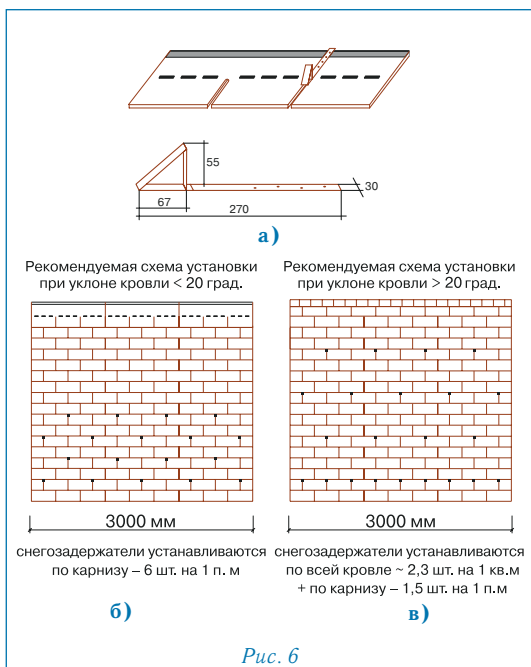 55
30
67
270
а)
Рекомендуемая схема установки
при уклоне кровли < 20 град.
3000 мм
снегозадержатели устанавливаются
по карнизу – 6 шт. на 1 п. м
б)
Рекомендуемая схема установки
при уклоне кровли > 20 град.
3000 мм
снегозадержатели устанавливаются
по всей кровле ~ 2,3 шт. на 1 кв.м
+ по карнизу – 1,5 шт. на 1 п.м
в)
Рис. 6